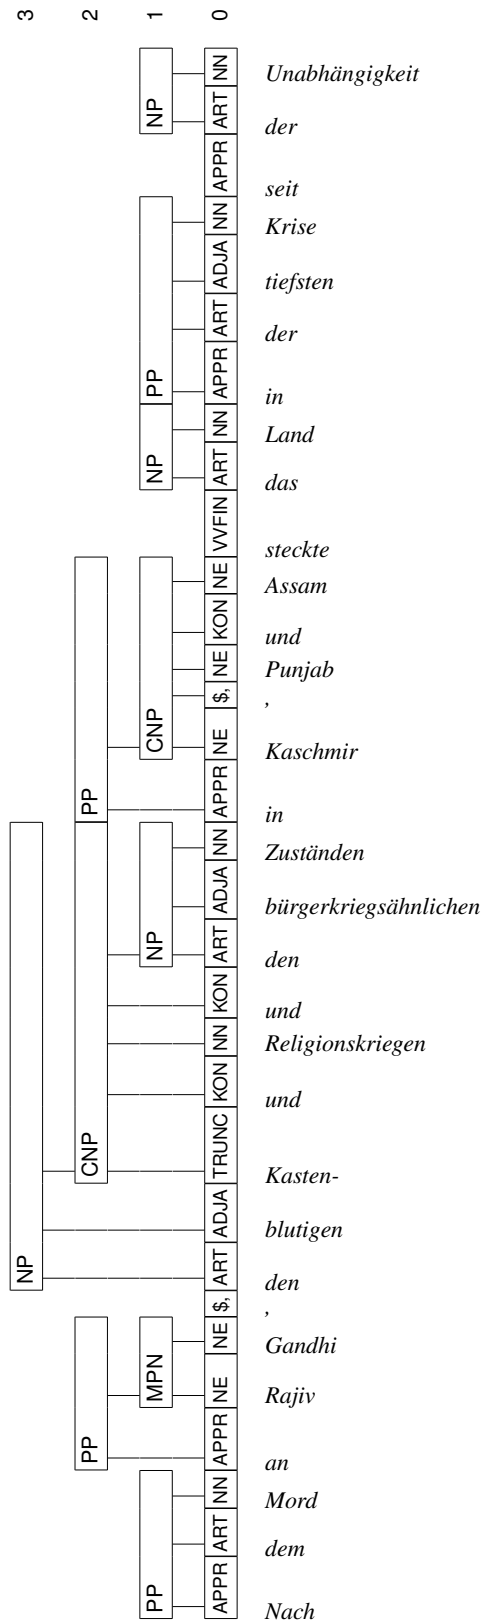 NP 3
PP CNP PP 2
PP MPN NP CNP NP PP NP 1
APPR ART NN APPR NE NE $, ART ADJA TRUNC KON NN KON ART ADJA NN APPR NE $, NE KON NE VVFIN ART NN APPR ART ADJA NN APPR ART NN 0
Nach dem Mord an Rajiv Gandhi , den blutigen Kasten- und Religionskriegen und den bürgerkriegsähnlichen Zuständen in Kaschmir , Punjab und Assam steckte das Land in der tiefsten Krise seit der Unabhängigkeit